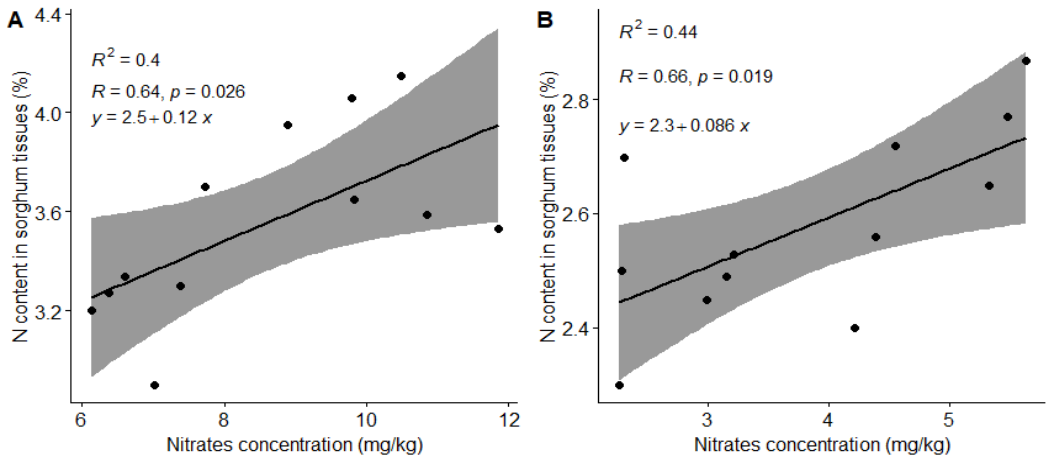 A
N content in sorghum tissues (%)
4.4
4.0
3.6
3.2
R² = 0.4
R = 0.64, p = 0.026
y = 2.5+0.12 x
6 8 10 12
Nitrates concentration (mg/kg)
B
N content in sorghum tissues (%)
2.8
2.6
2.4
R² = 0.44
R = 0.66, p = 0.019
y = 2.3+0.086 x
3 4 5
Nitrates concentration (mg/kg)